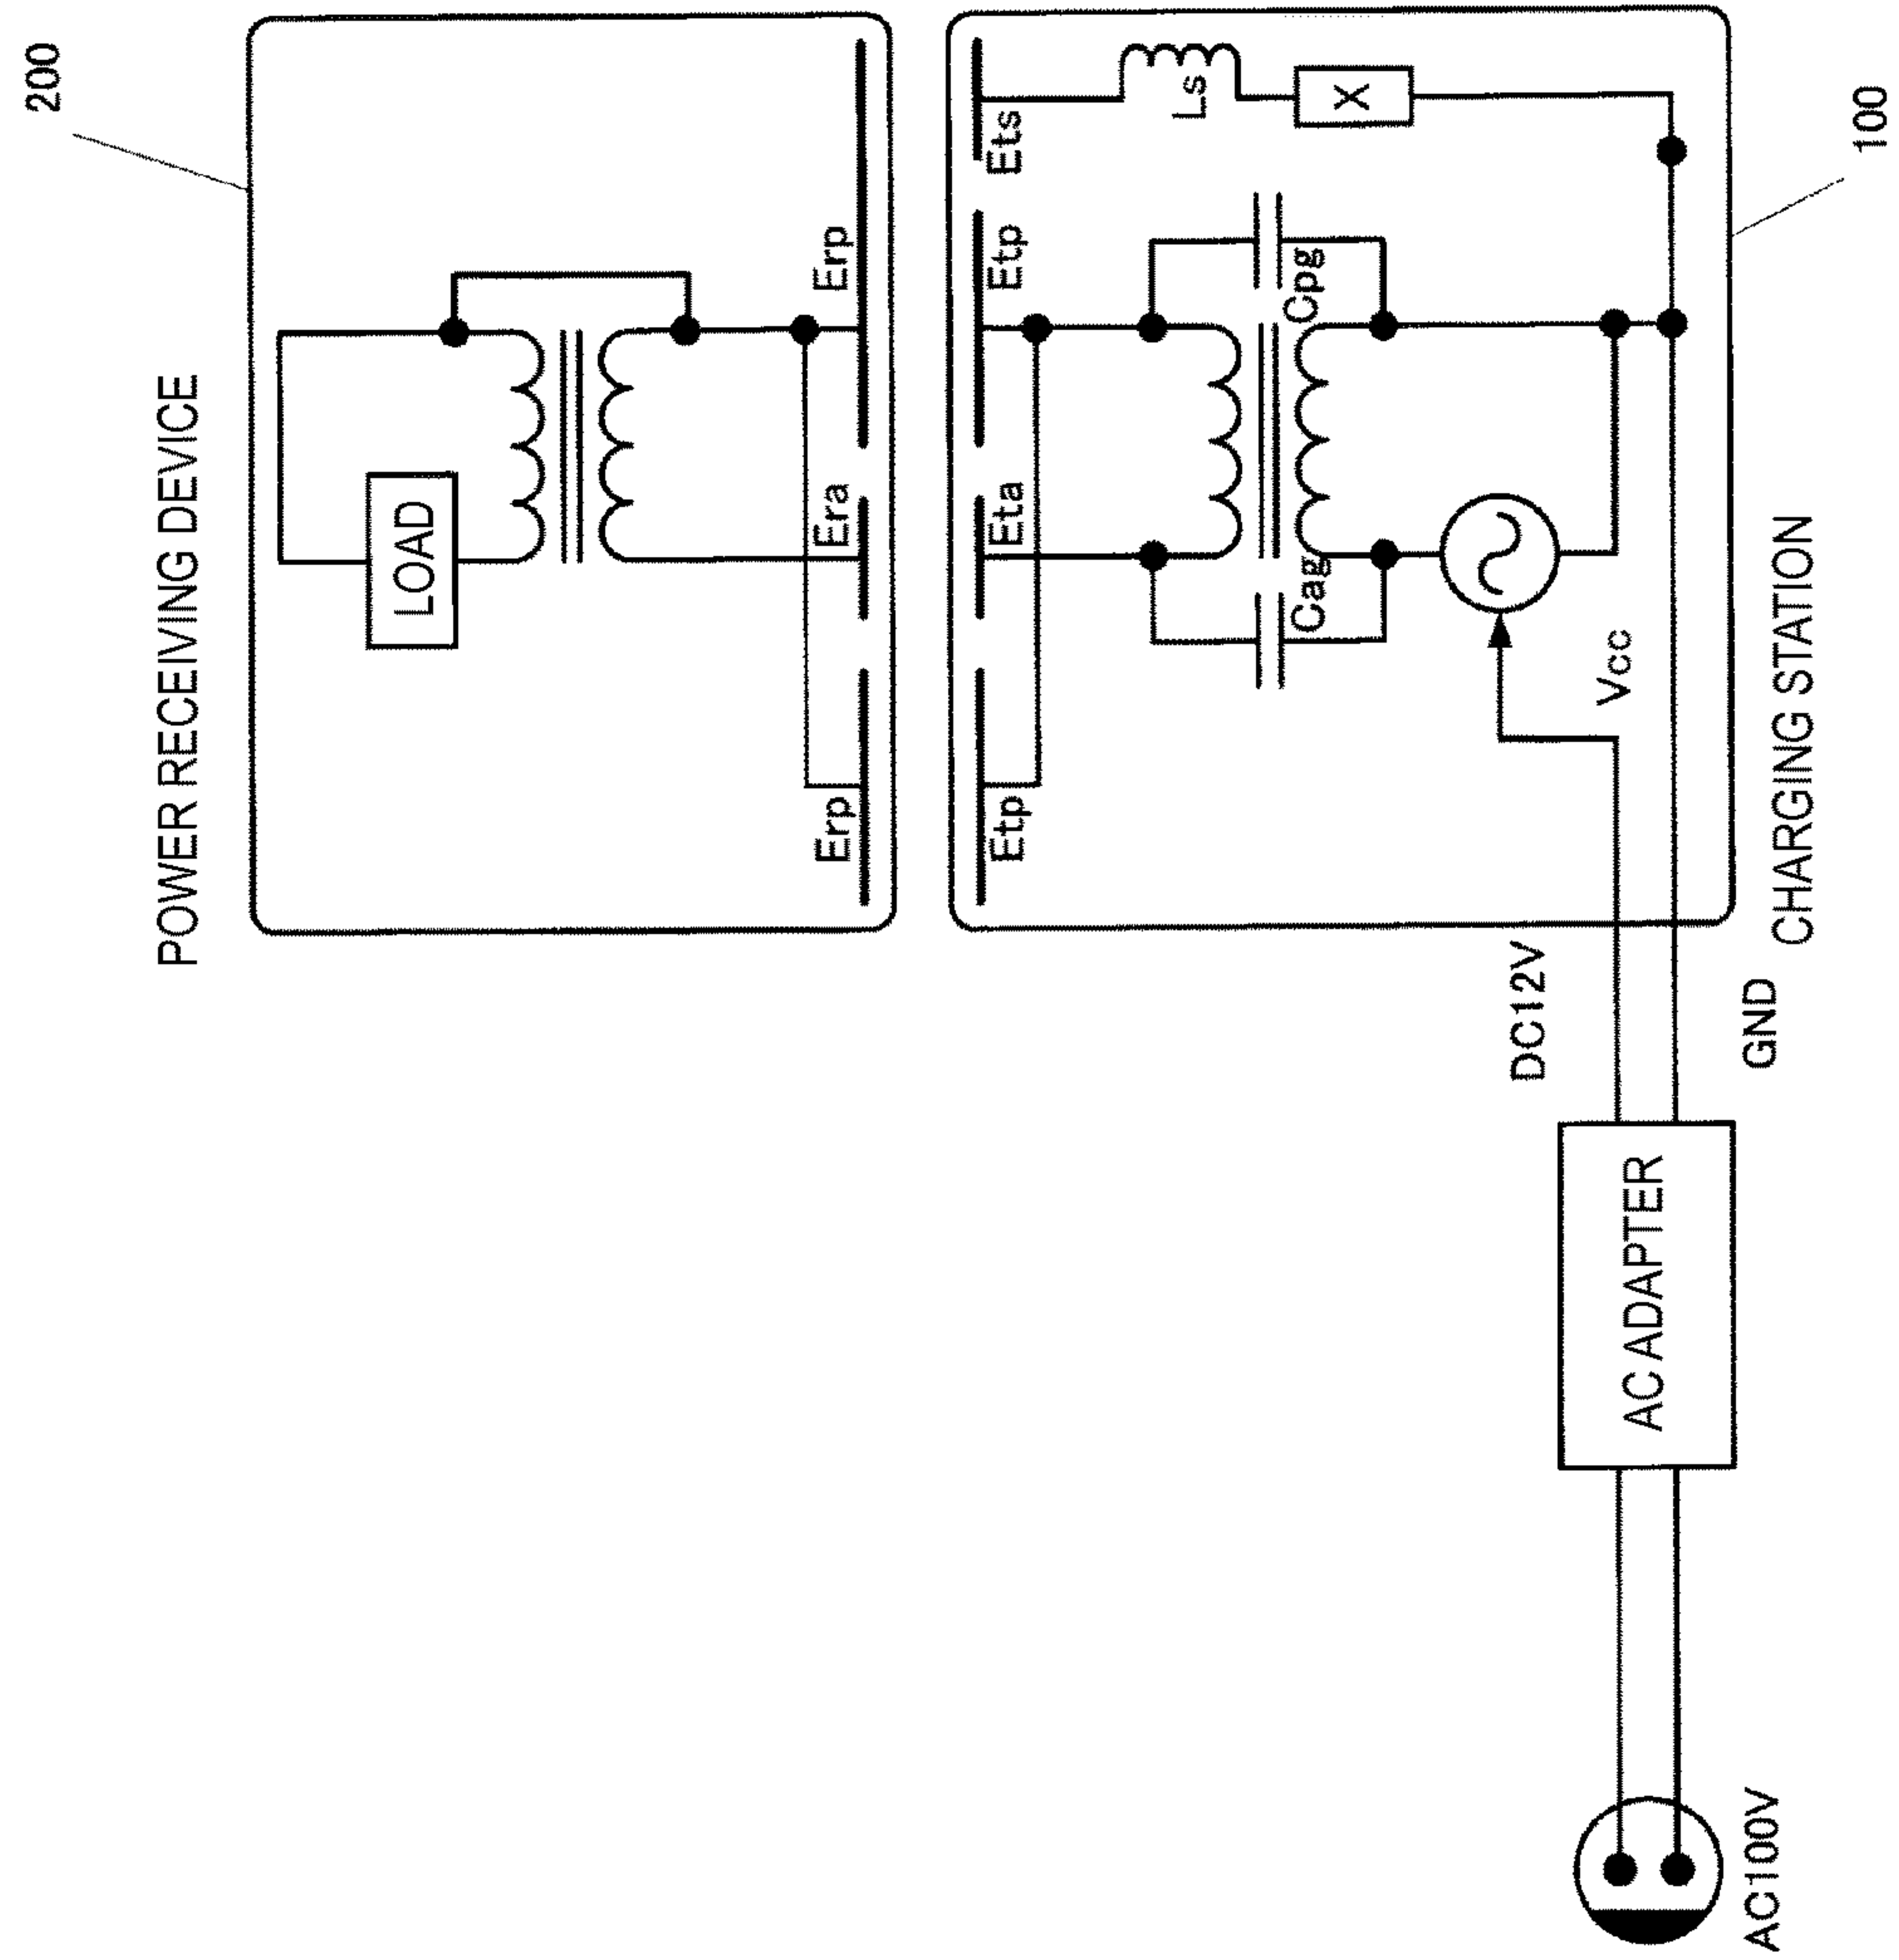 200
POWER RECEIVING DEVICE
LOAD
Erp
Era
Erp
Etp
Eta
Etp
Ets
Cag
Cpg
Ls
X
Vcc
CHARGING STATION
100
DC12V
GND
AC ADAPTER
AC100V